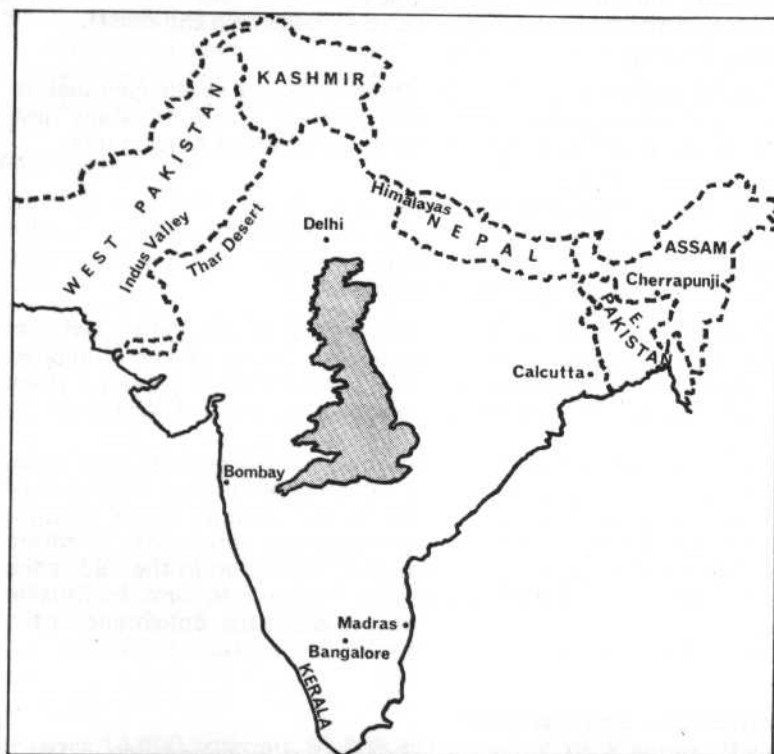 KASHMIR
WEST PAKISTAN
Indus Valley
Thar Desert
Himalayas
NEPAL
Delhi
ASSAM
Cherrapunji
E. PAKISTAN
Calcutta
Bombay
Madras
Bangalore
KERALA